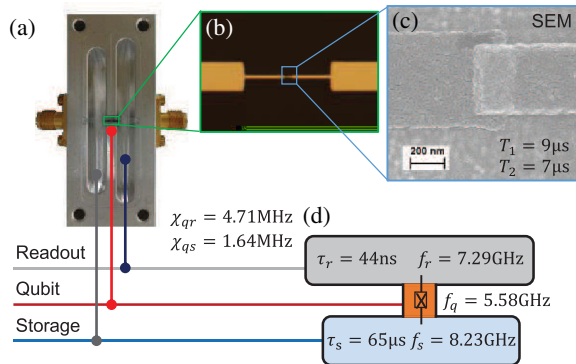 (a)
(b)
(c)
SEM
200 nm
T₁ = 9μs
T₂ = 7μs
χqr = 4.71MHz
χqs = 1.64MHz
(d)
Readout
τr = 44ns fr = 7.29GHz
Qubit
fq = 5.58GHz
Storage
τs = 65μs fs = 8.23GHz